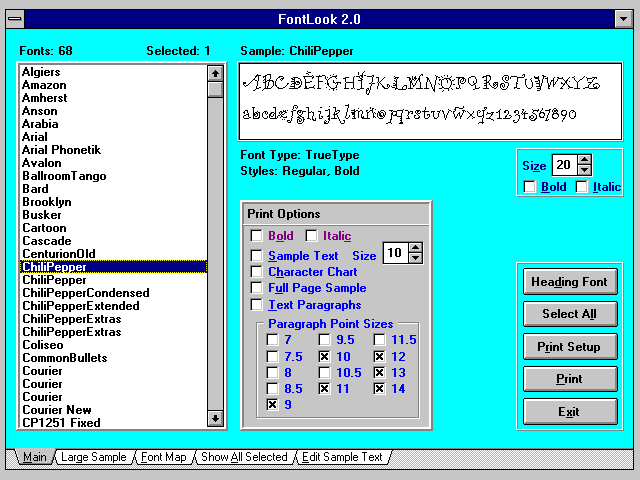 FontLook 2.0
Fonts: 68 Selected: 1
Algiers
Amazon
Amherst
Anson
Arabia
Arial
Arial Phonetik
Avalon
BallroomTango
Bard
Brooklyn
Busker
Cartoon
Cascade
CenturionOld
ChiliPepper
ChiliPepper
ChiliPepperCondensed
ChiliPepperExtended
ChiliPepperExtras
ChiliPepperExtras
Coliseo
CommonBullets
Courier
Courier
Courier
Courier New
CP1251 Fixed
Sample: ChiliPepper
ABCDEFGHIJKLMNOPQRSTUVWXYZ
abcdefghijklmnopqrstuvwxyz1234567890
Font Type: TrueType
Styles: Regular, Bold
Size 20
Bold Italic
Print Options
Bold Italic
Sample Text Size 10
Character Chart
Full Page Sample
Text Paragraphs
Paragraph Point Sizes
7 9.5 11.5
7.5 10 12
8 10.5 13
8.5 11 14
9
Heading Font
Select All
Print Setup
Print
Exit
Main Large Sample Font Map Show All Selected Edit Sample Text